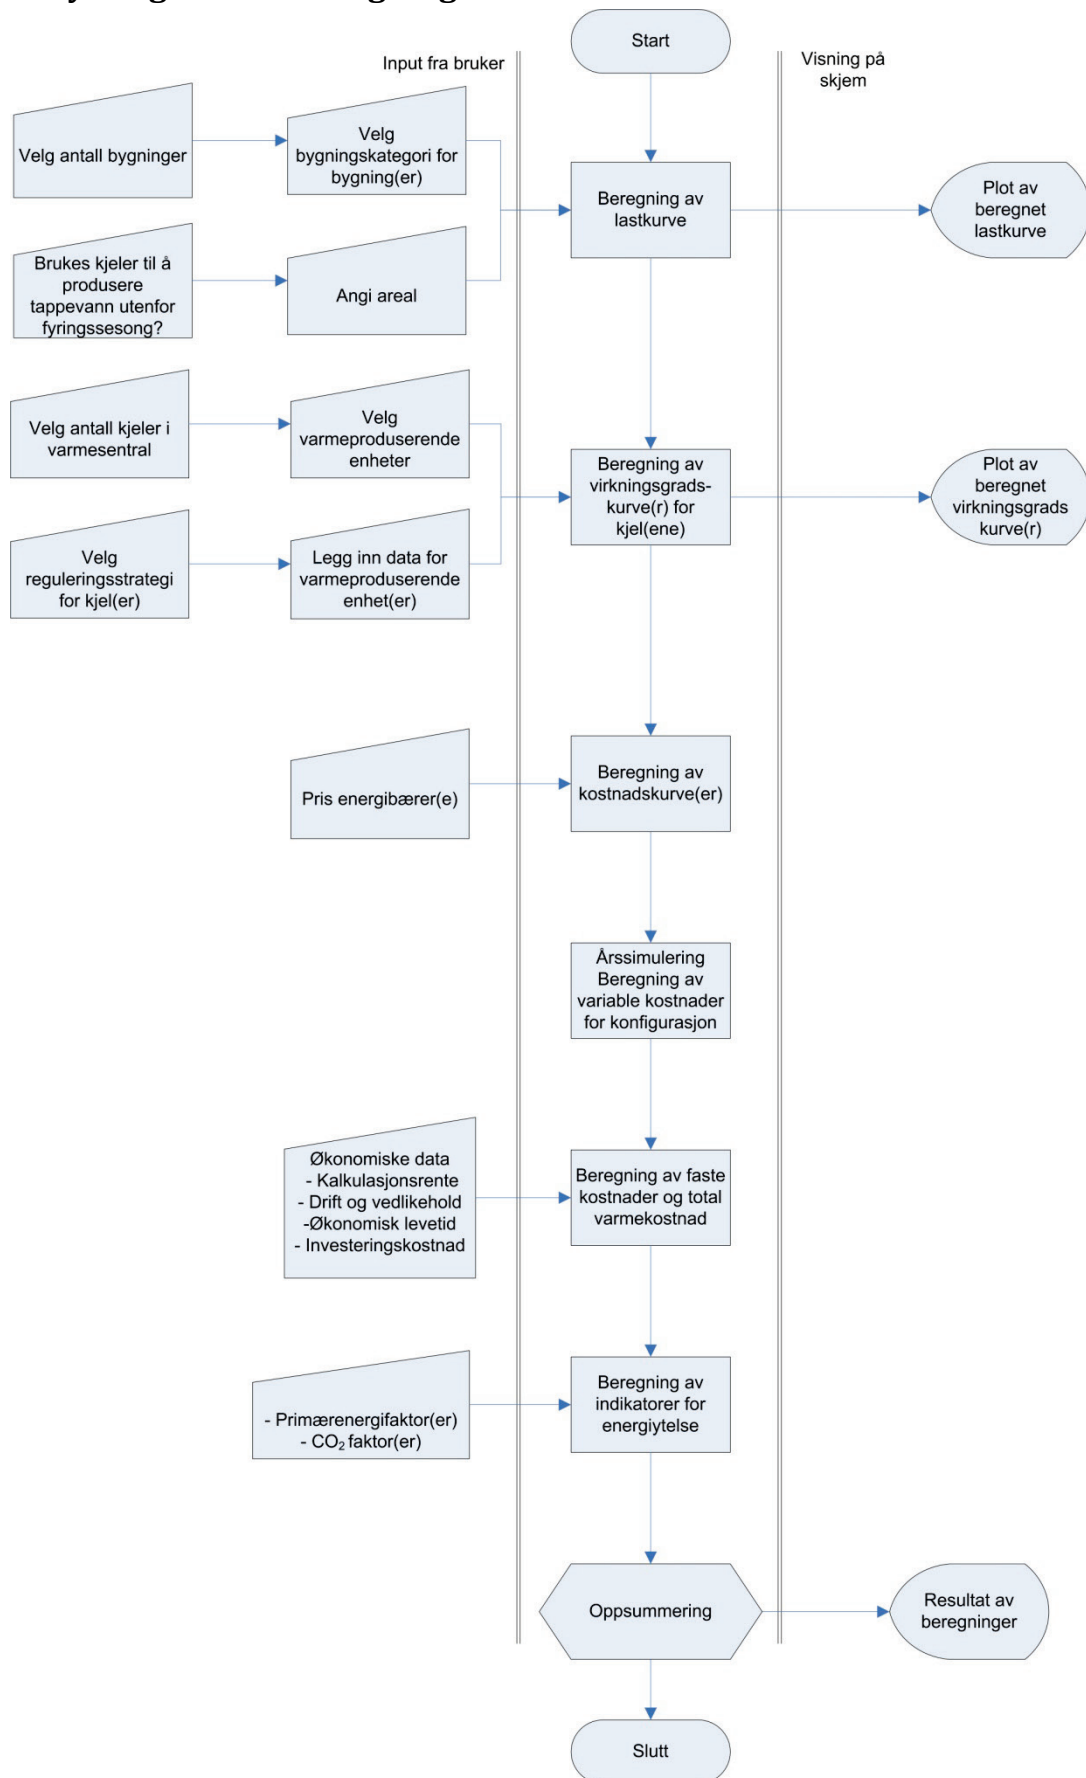 Start
Input fra bruker
Visning på
skjem
Velg antall bygninger
Velg
bygningskategori for
bygning(er)
Beregning av
lastkurve
Plot av
beregnet
lastkurve
Brukes kjeler til å
produsere
tappevann utenfor
fyringssesong?
Angi areal
Velg antall kjeler i
varmesentral
Velg
varmeproduserende
enheter
Beregning av
virkningsgrads-
kurve(r) for
kjel(ene)
Plot av
beregnet
virkningsgrads
kurve(r)
Velg
reguleringsstrategi
for kjel(er)
Legg inn data for
varmeproduserende
enhet(er)
Pris energibærer(e)
Beregning av
kostnadskurve(er)
Årssimulering
Beregning av
variable kostnader
for konfigurasjon
Økonomiske data
- Kalkulasjonsrente
- Drift og vedlikehold
-Økonomisk levetid
- Investeringskostnad
Beregning av faste
kostnader og total
varmekostnad
- Primærenergifaktor(er)
- CO₂ faktor(er)
Beregning av
indikatorer for
energiytelse
Oppsummering
Resultat av
beregninger
Slutt